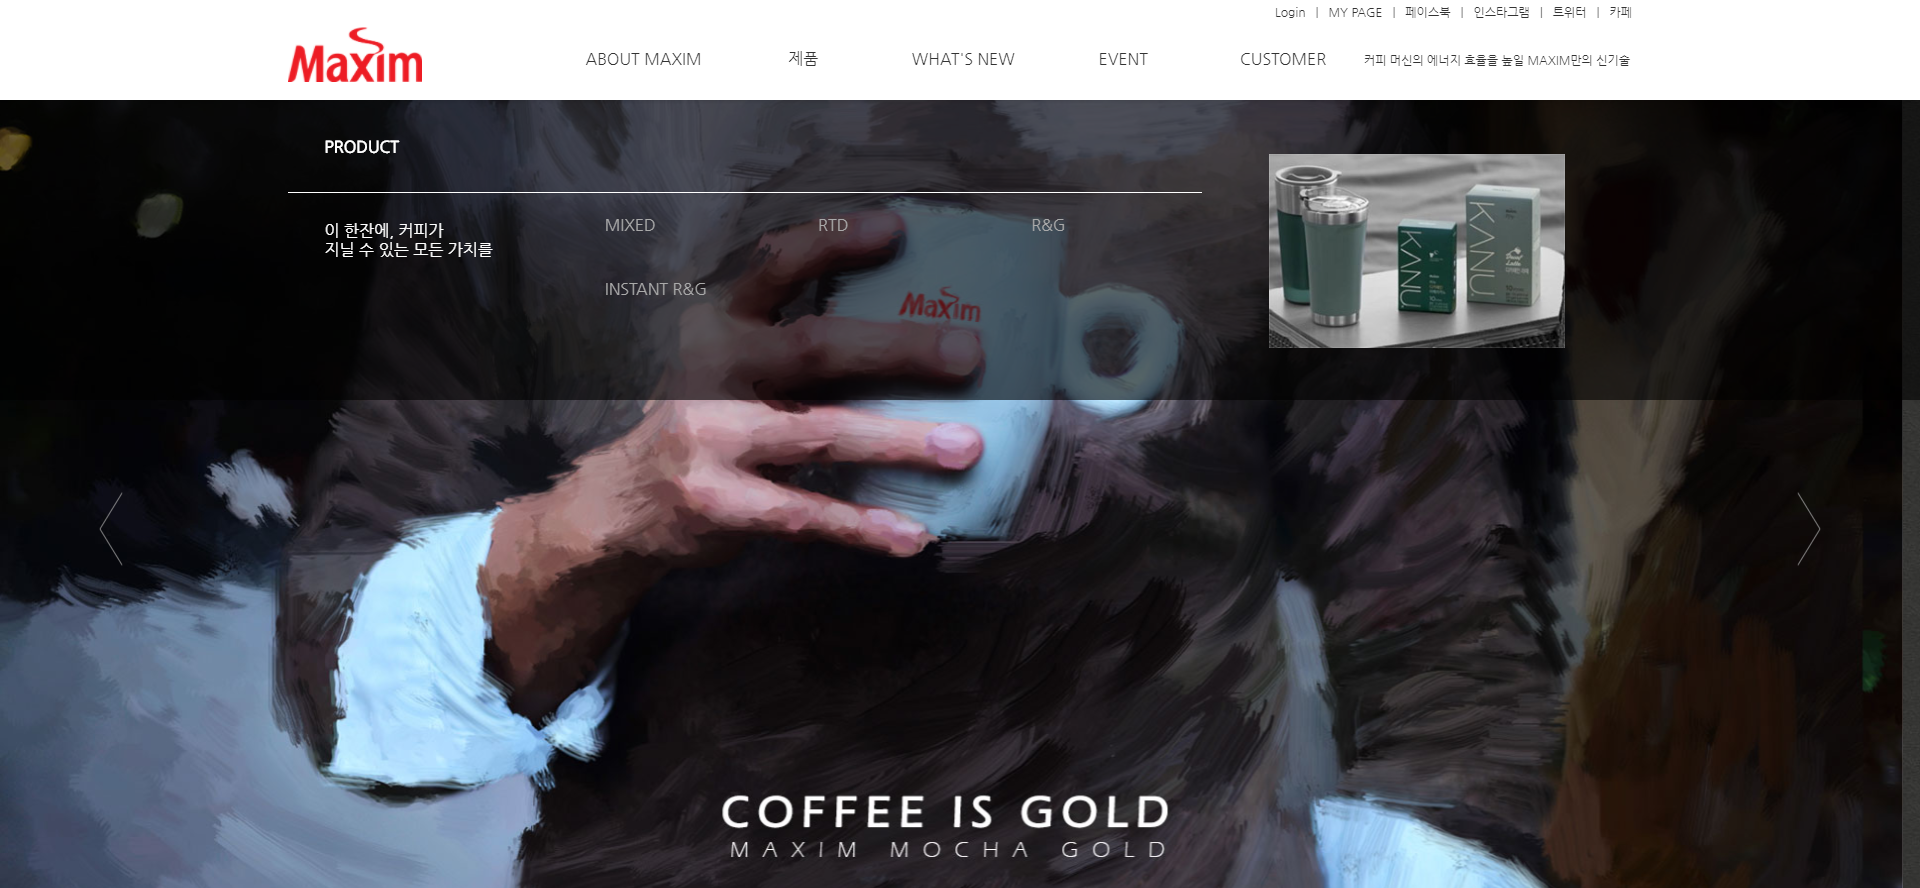 Login | MY PAGE | 페이스북 | 인스타그램 | 트위터 | 카페
Maxim
ABOUT MAXIM 제품 WHAT'S NEW EVENT CUSTOMER 커피 머신의 에너지 효율을 높일 MAXIM만의 신기술
PRODUCT
이 한잔에, 커피가
지닐 수 있는 모든 가치를
MIXED RTD R&G
INSTANT R&G
Maxim
KANU
KANU
COFFEE IS GOLD
MAXIM MOCHA GOLD